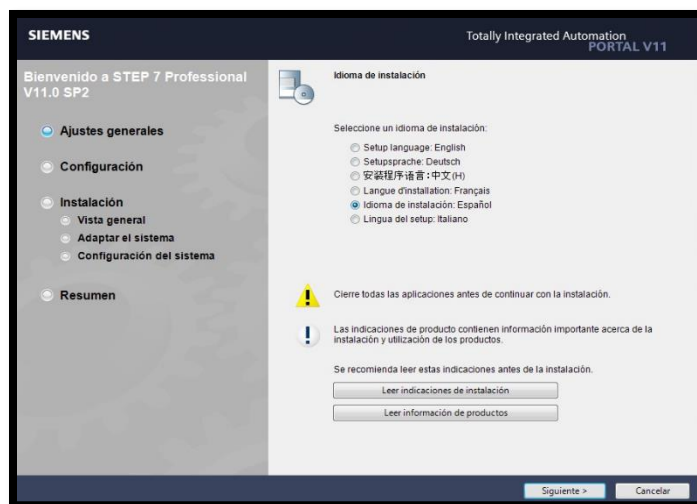 SIEMENS
Totally Integrated Automation
PORTAL V11
Bienvenido a STEP 7 Professional
V11.0 SP2
Ajustes generales
Configuración
Instalación
Vista general
Adaptar el sistema
Configuración del sistema
Resumen
Idioma de instalación
Seleccione un idioma de instalación:
Setup language: English
Setupsprache: Deutsch
安装程序语言:中文(H)
Langue d'installation: Français
Idioma de instalación: Español
Lingua del setup: Italiano
Cierre todas las aplicaciones antes de continuar con la instalación.
Las indicaciones de producto contienen información importante acerca de la
instalación y utilización de los productos.
Se recomienda leer estas indicaciones antes de la instalación.
Leer indicaciones de instalación
Leer información de productos
Siguiente >
Cancelar